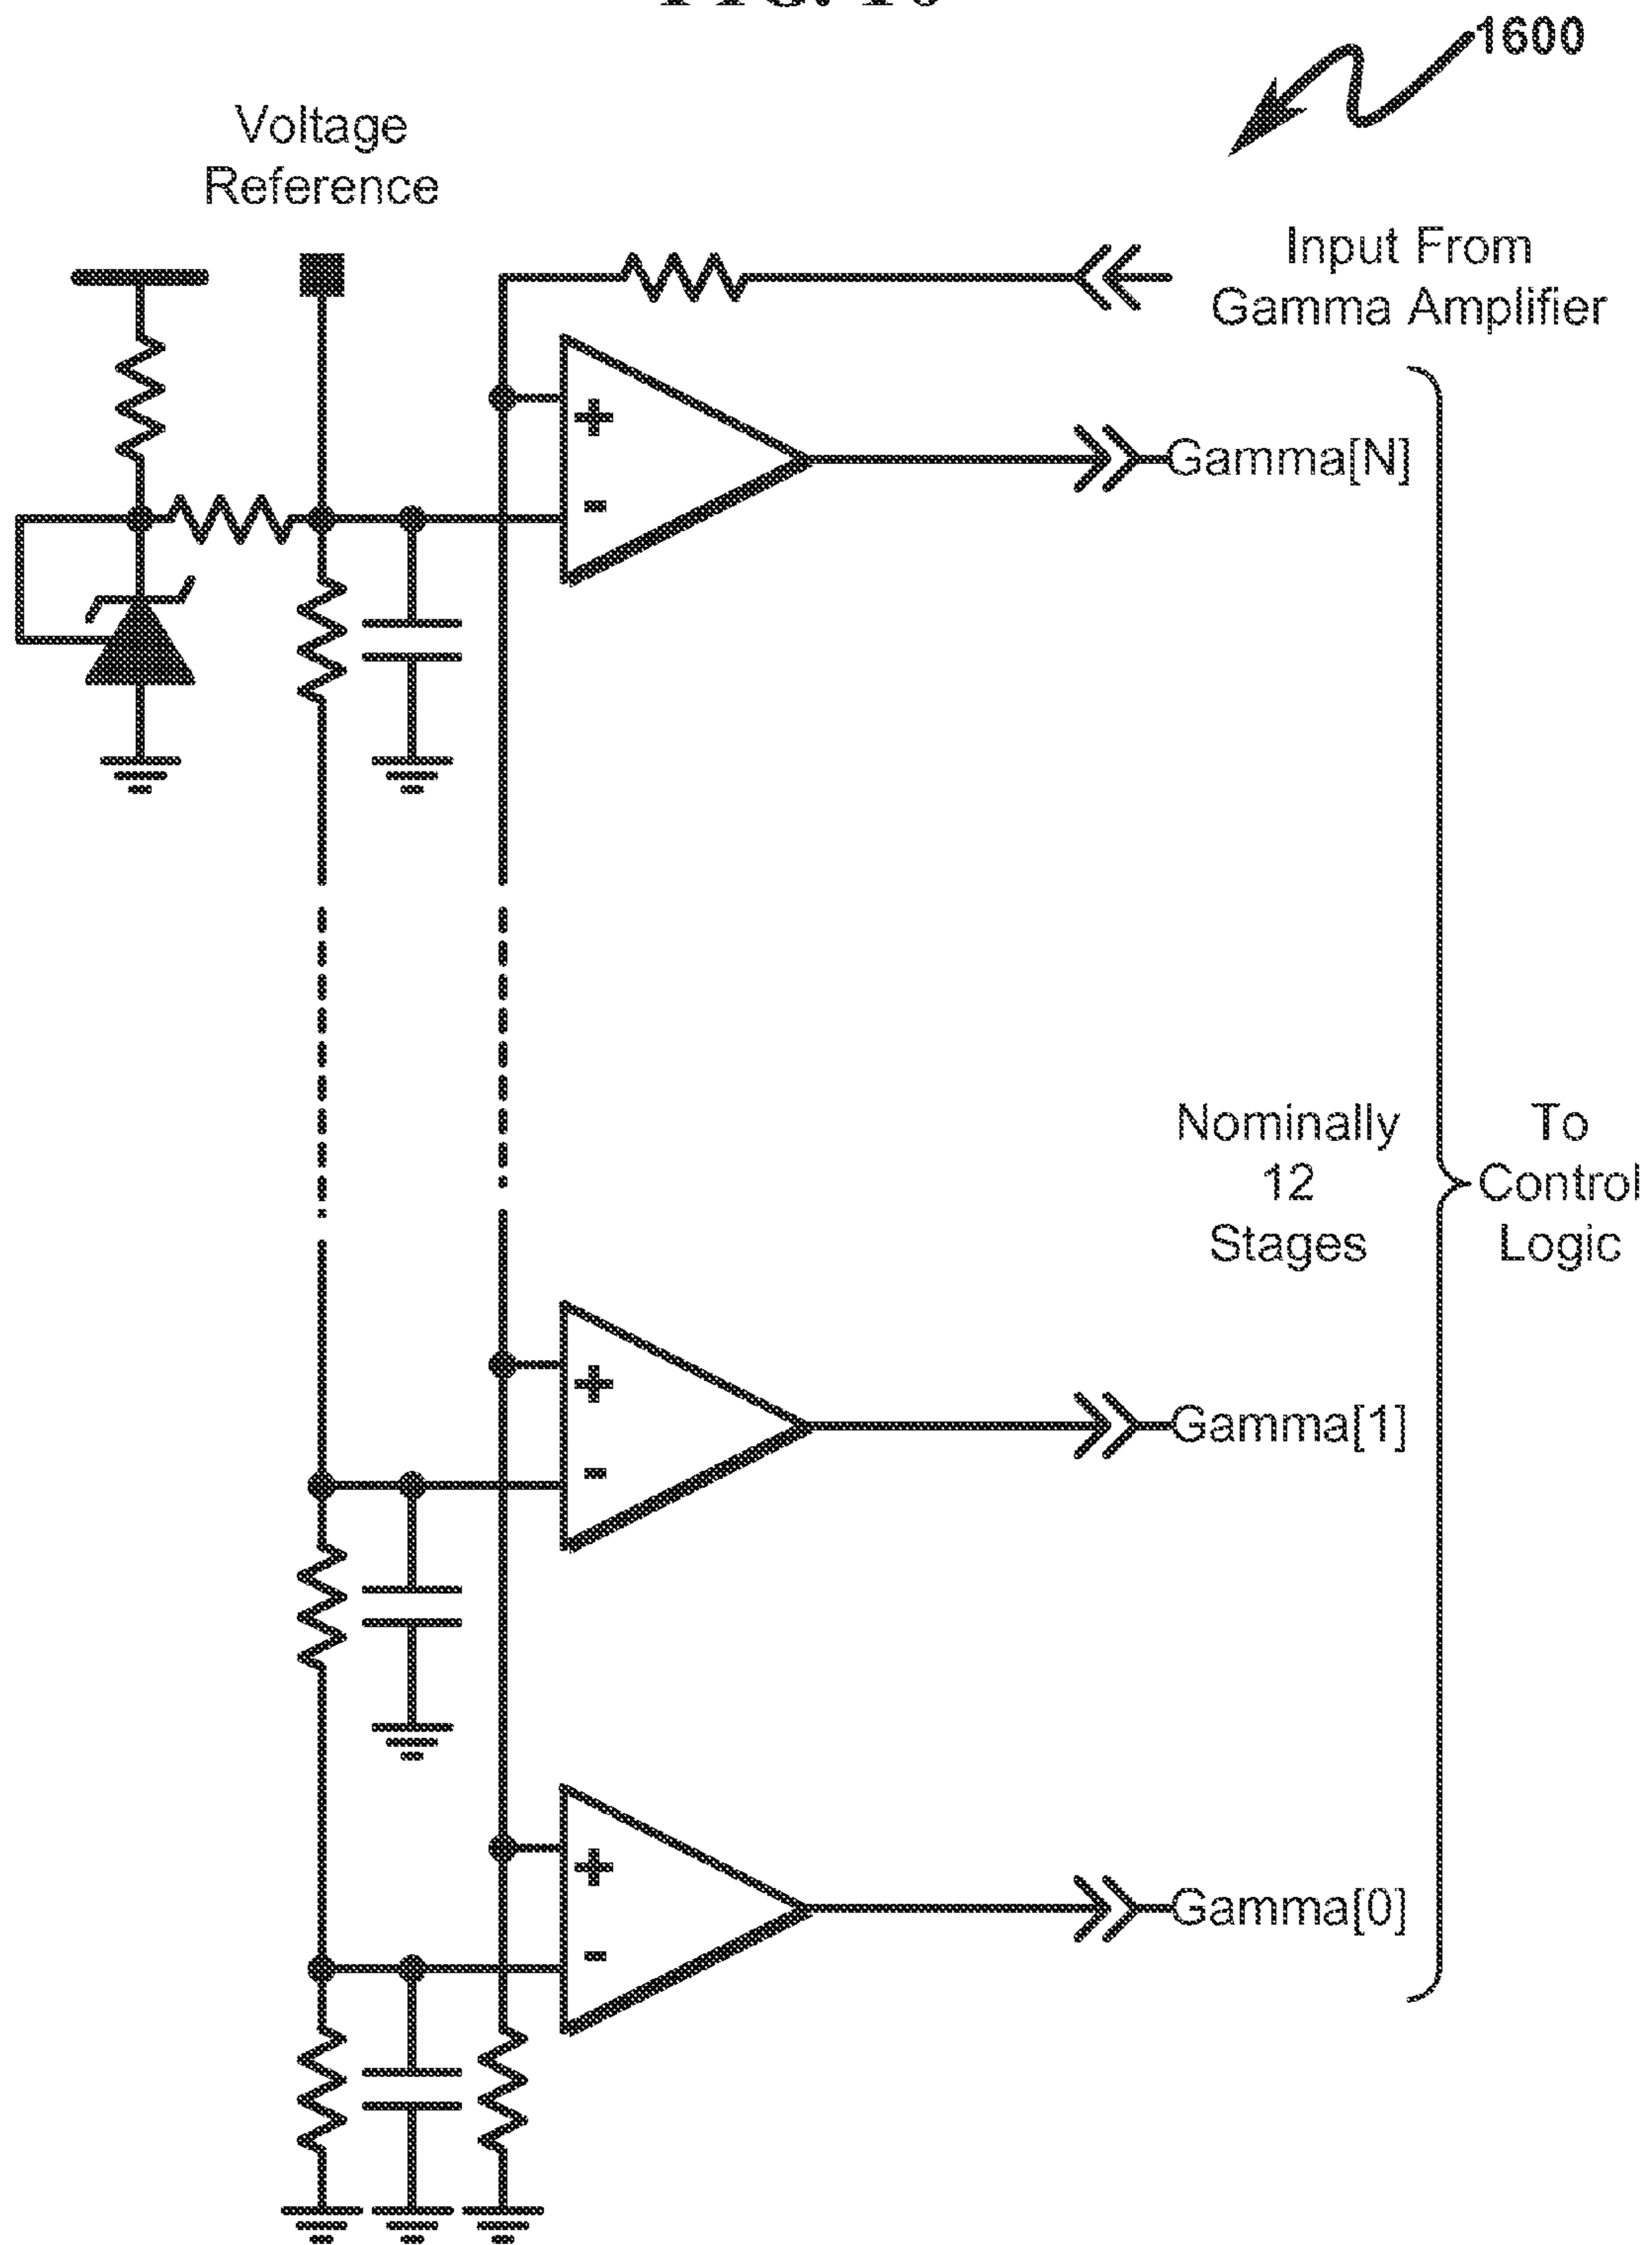 1600
Voltage
Reference
Input From
Gamma Amplifier
+
-
Gamma[N]
Nominally
12
Stages
To
Control
Logic
+
-
Gamma[1]
+
-
Gamma[0]